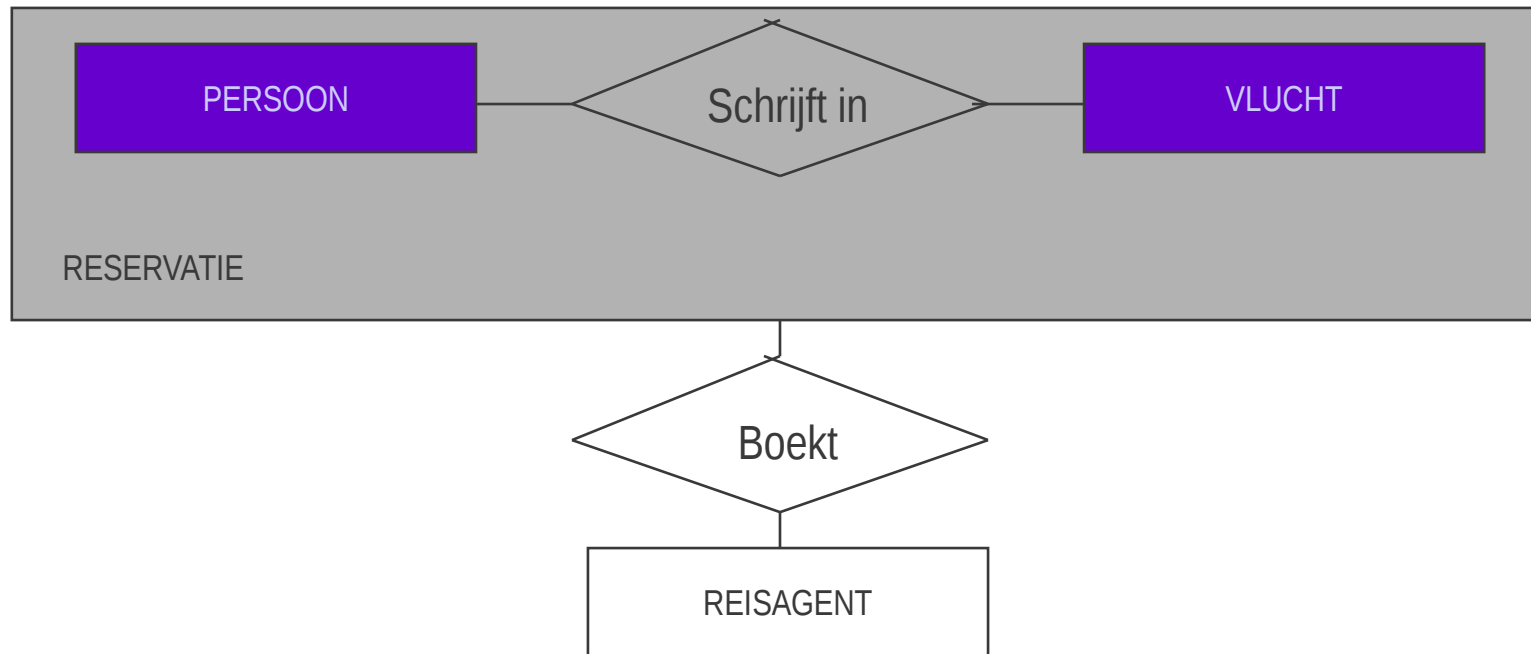 PERSOON
Schrijft in
VLUCHT
RESERVATIE
Boekt
REISAGENT